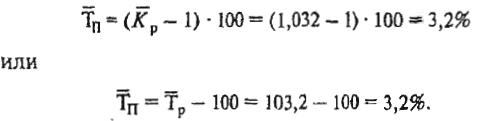 T̅п = (K̅р – 1) · 100 = (1,032 – 1) · 100 = 3,2%
или
T̅п = T̅р – 100 = 103,2 – 100 = 3,2%.